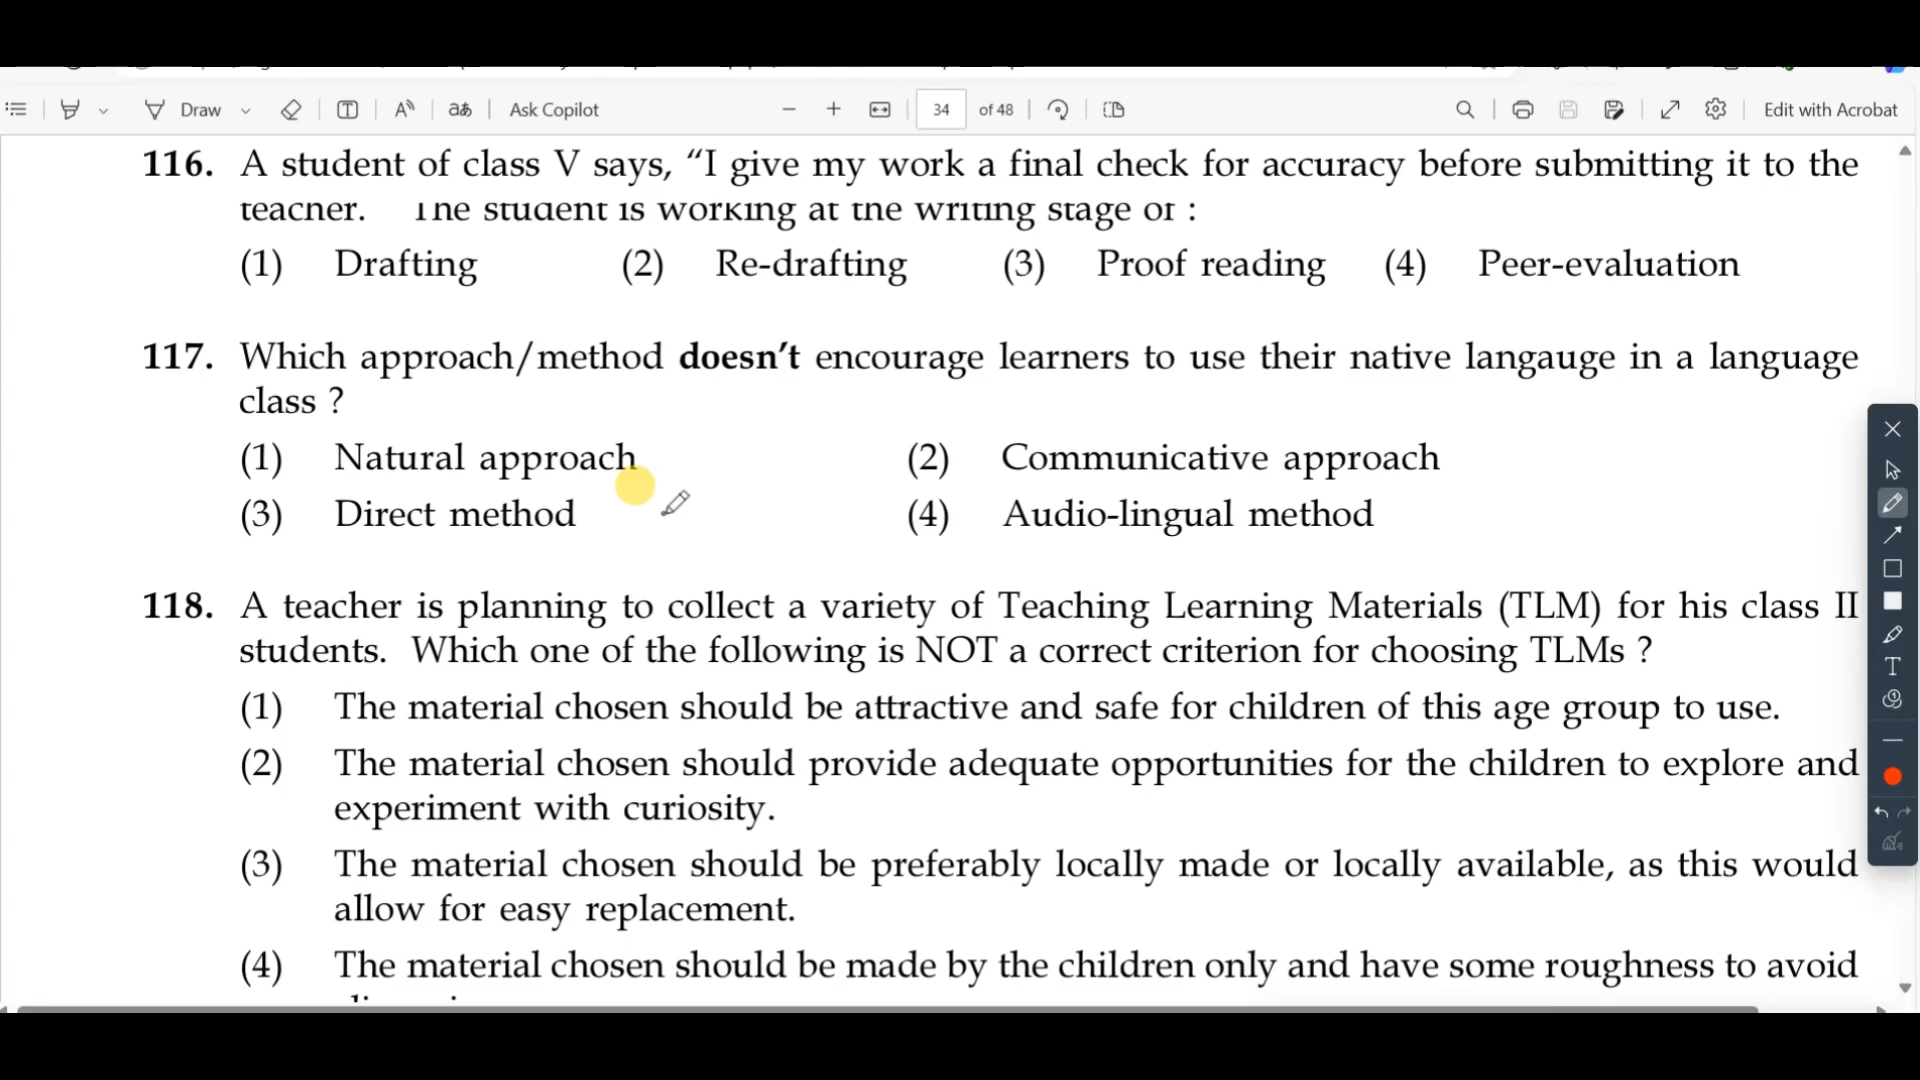 Draw
aあ
Ask Copilot
34 of 48
Edit with Acrobat
116. A student of class V says, “I give my work a final check for accuracy before submitting it to the
teacher. The student is working at the writing stage of :
(1) Drafting (2) Re-drafting (3) Proof reading (4) Peer-evaluation
117. Which approach/method doesn’t encourage learners to use their native langauge in a language
class ?
(1) Natural approach (2) Communicative approach
(3) Direct method (4) Audio-lingual method
118. A teacher is planning to collect a variety of Teaching Learning Materials (TLM) for his class II
students. Which one of the following is NOT a correct criterion for choosing TLMs ?
(1) The material chosen should be attractive and safe for children of this age group to use.
(2) The material chosen should provide adequate opportunities for the children to explore and
experiment with curiosity.
(3) The material chosen should be preferably locally made or locally available, as this would
allow for easy replacement.
(4) The material chosen should be made by the children only and have some roughness to avoid